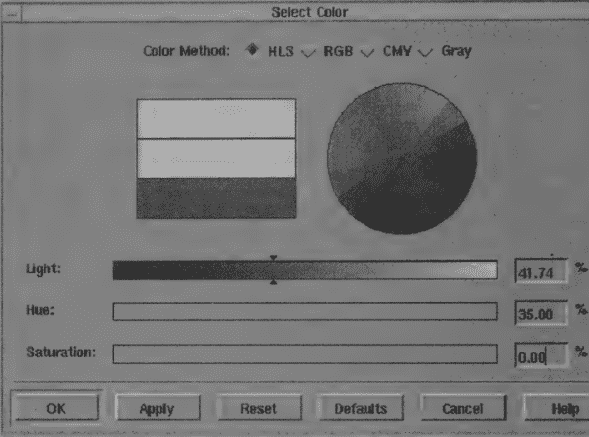 Select Color
Color Method: HLS RGB CMY Gray
Light: 41.74 %
Hue: 35.00 %
Saturation: 0.00 %
OK Apply Reset Defaults Cancel Help